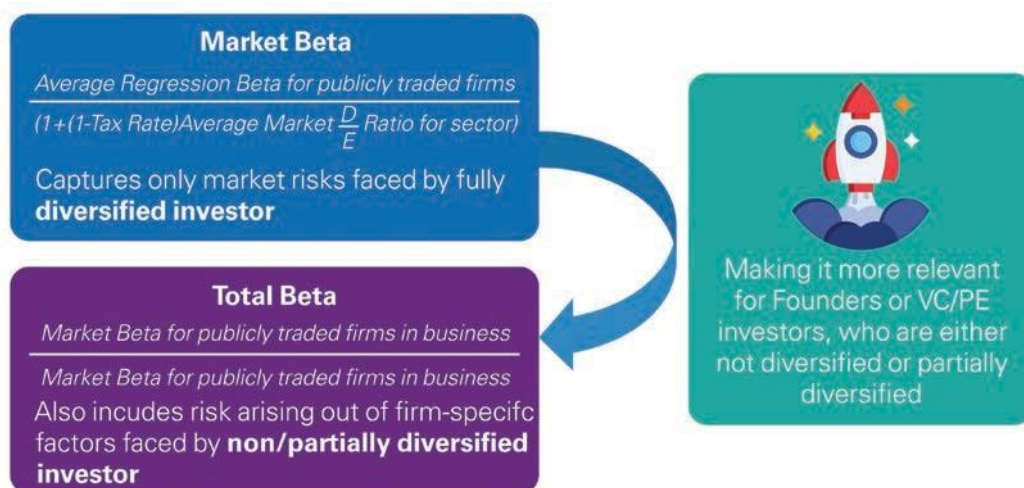 Market Beta
Average Regression Beta for publicly traded firms
(1+(1-Tax Rate)Average Market D/E Ratio for sector)
Captures only market risks faced by fully
diversified investor
Total Beta
Market Beta for publicly traded firms in business
Market Beta for publicly traded firms in business
Also incudes risk arising out of firm-specifc
factors faced by non/partially diversified
investor
Making it more relevant
for Founders or VC/PE
investors, who are either
not diversified or partially
diversified